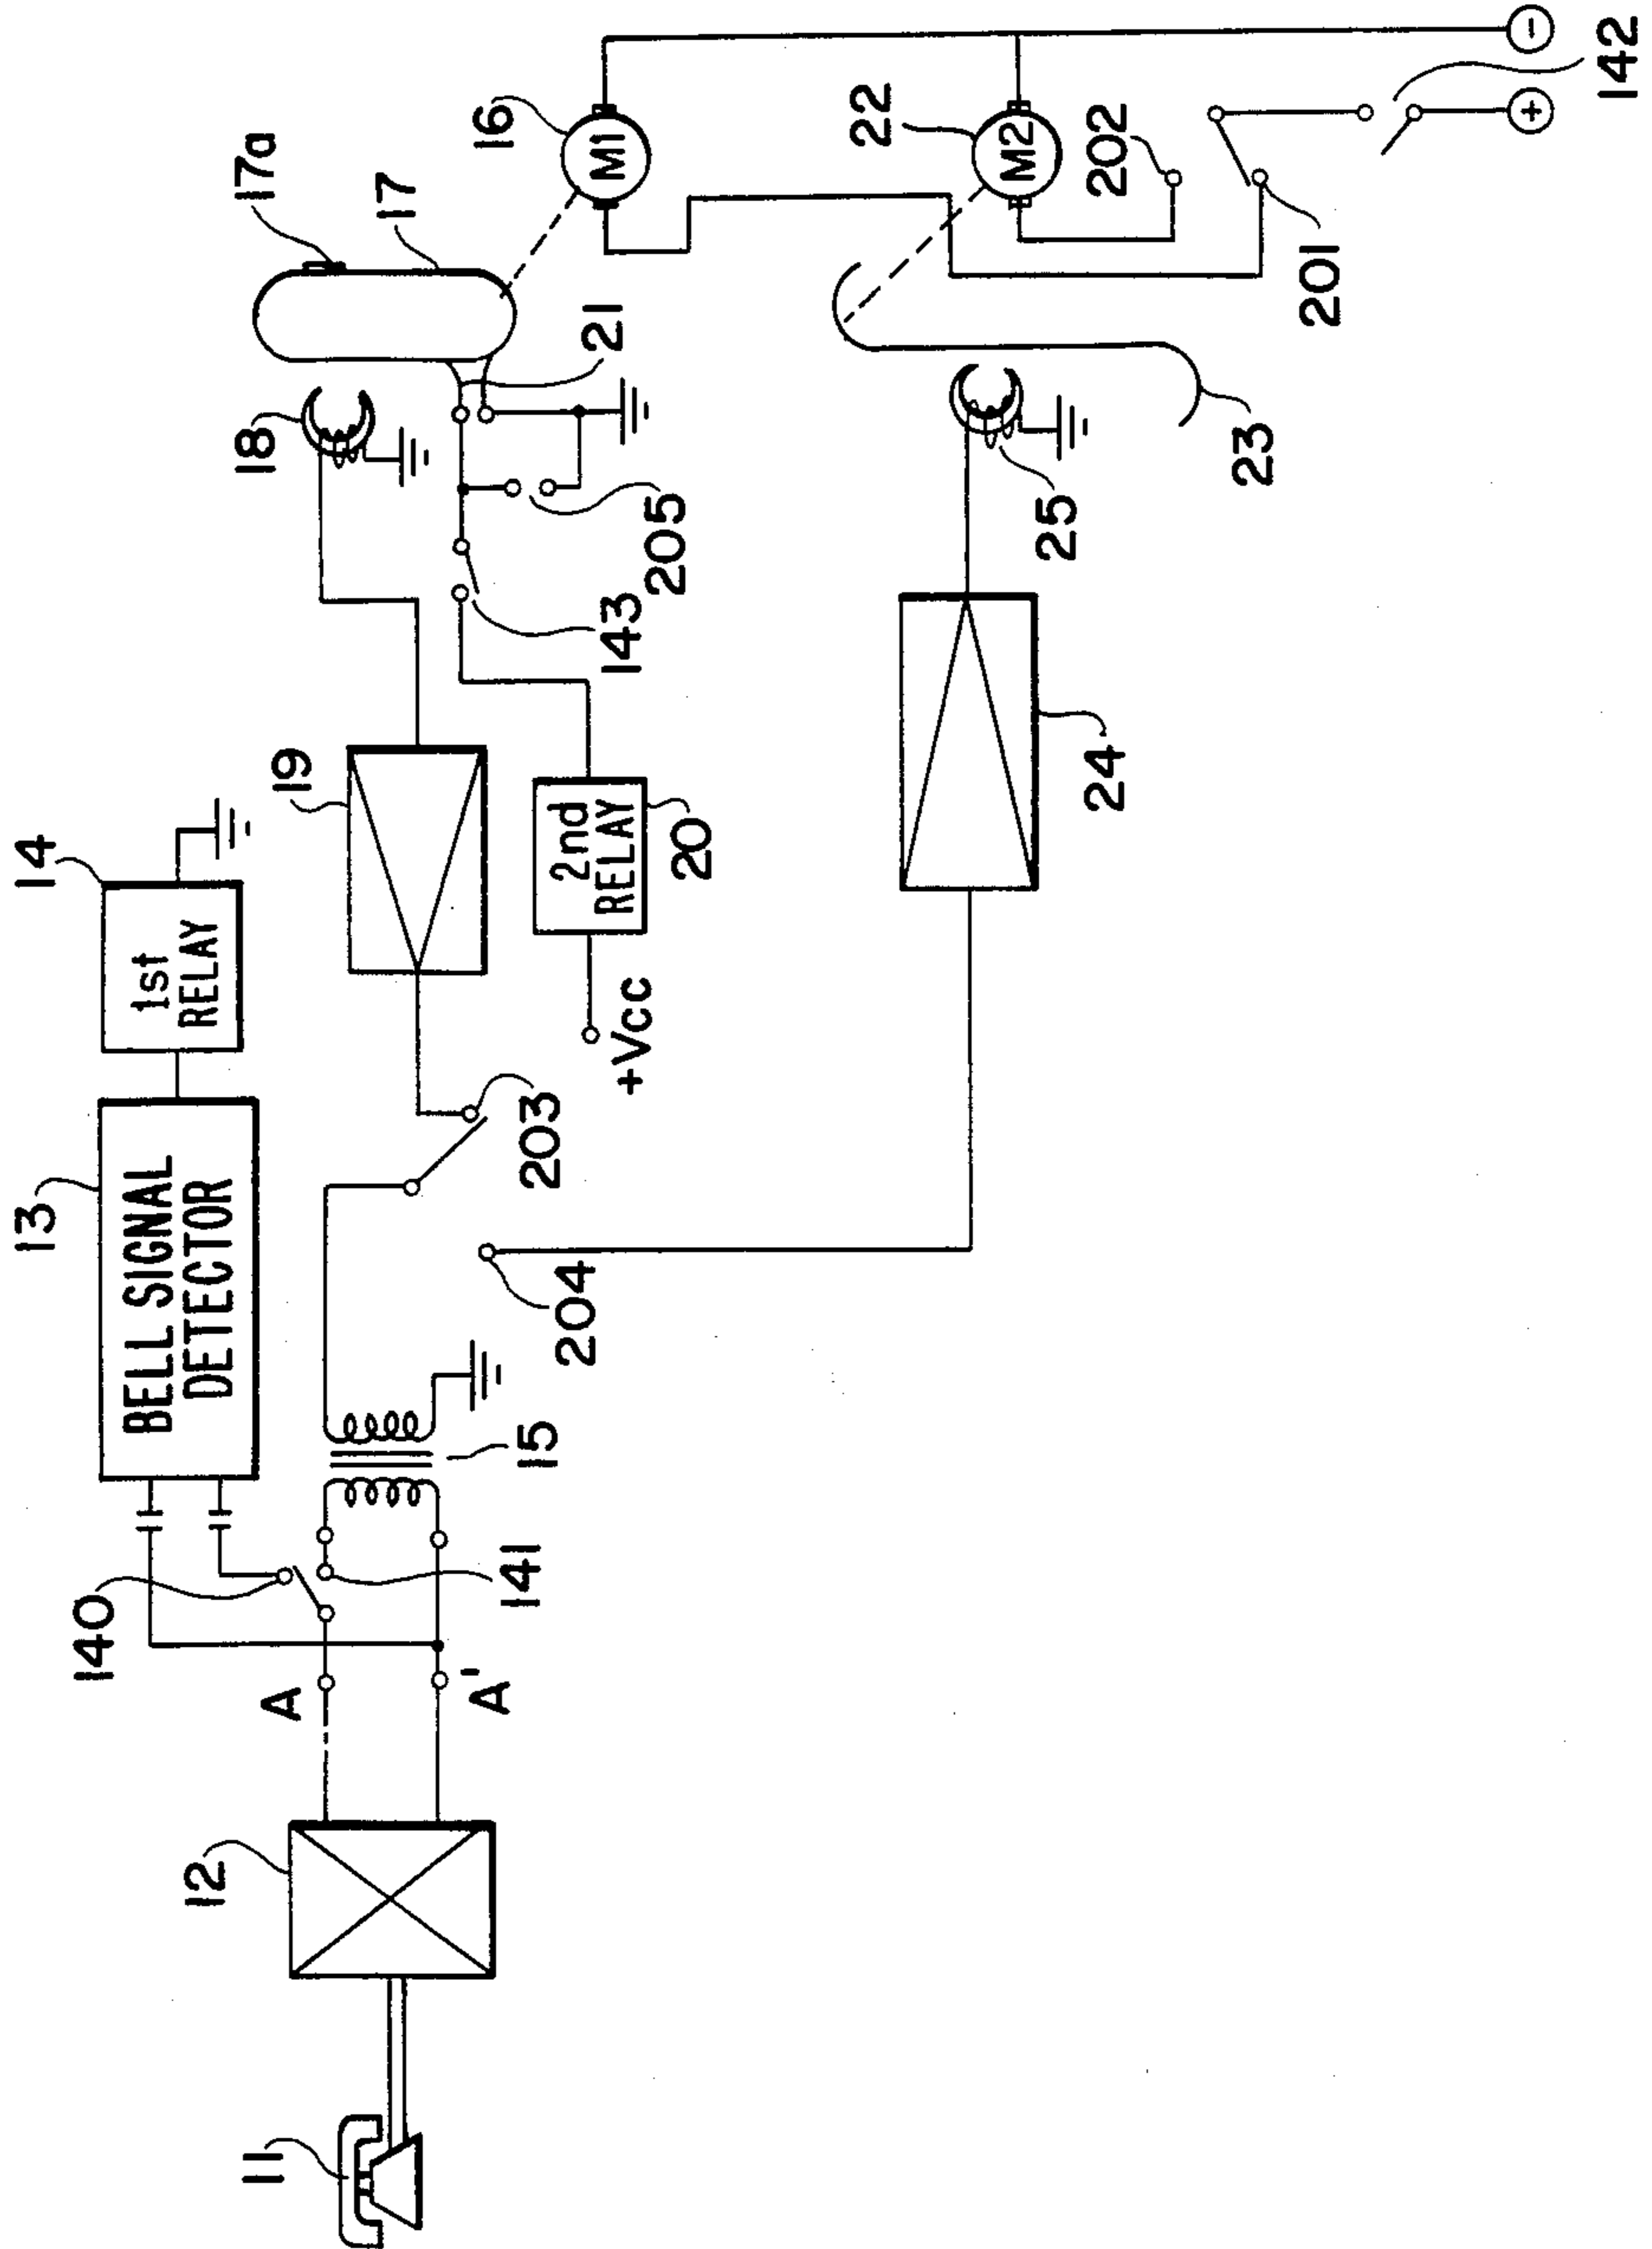 11
12
A
A'
140
141
13
BELL SIGNAL
DETECTOR
14
1st
RELAY
15
203
204
19
2nd
RELAY
20
+Vcc
18
17a
17
21
205
143
16
M1
22
M2
202
201
23
25
24
142
−
+